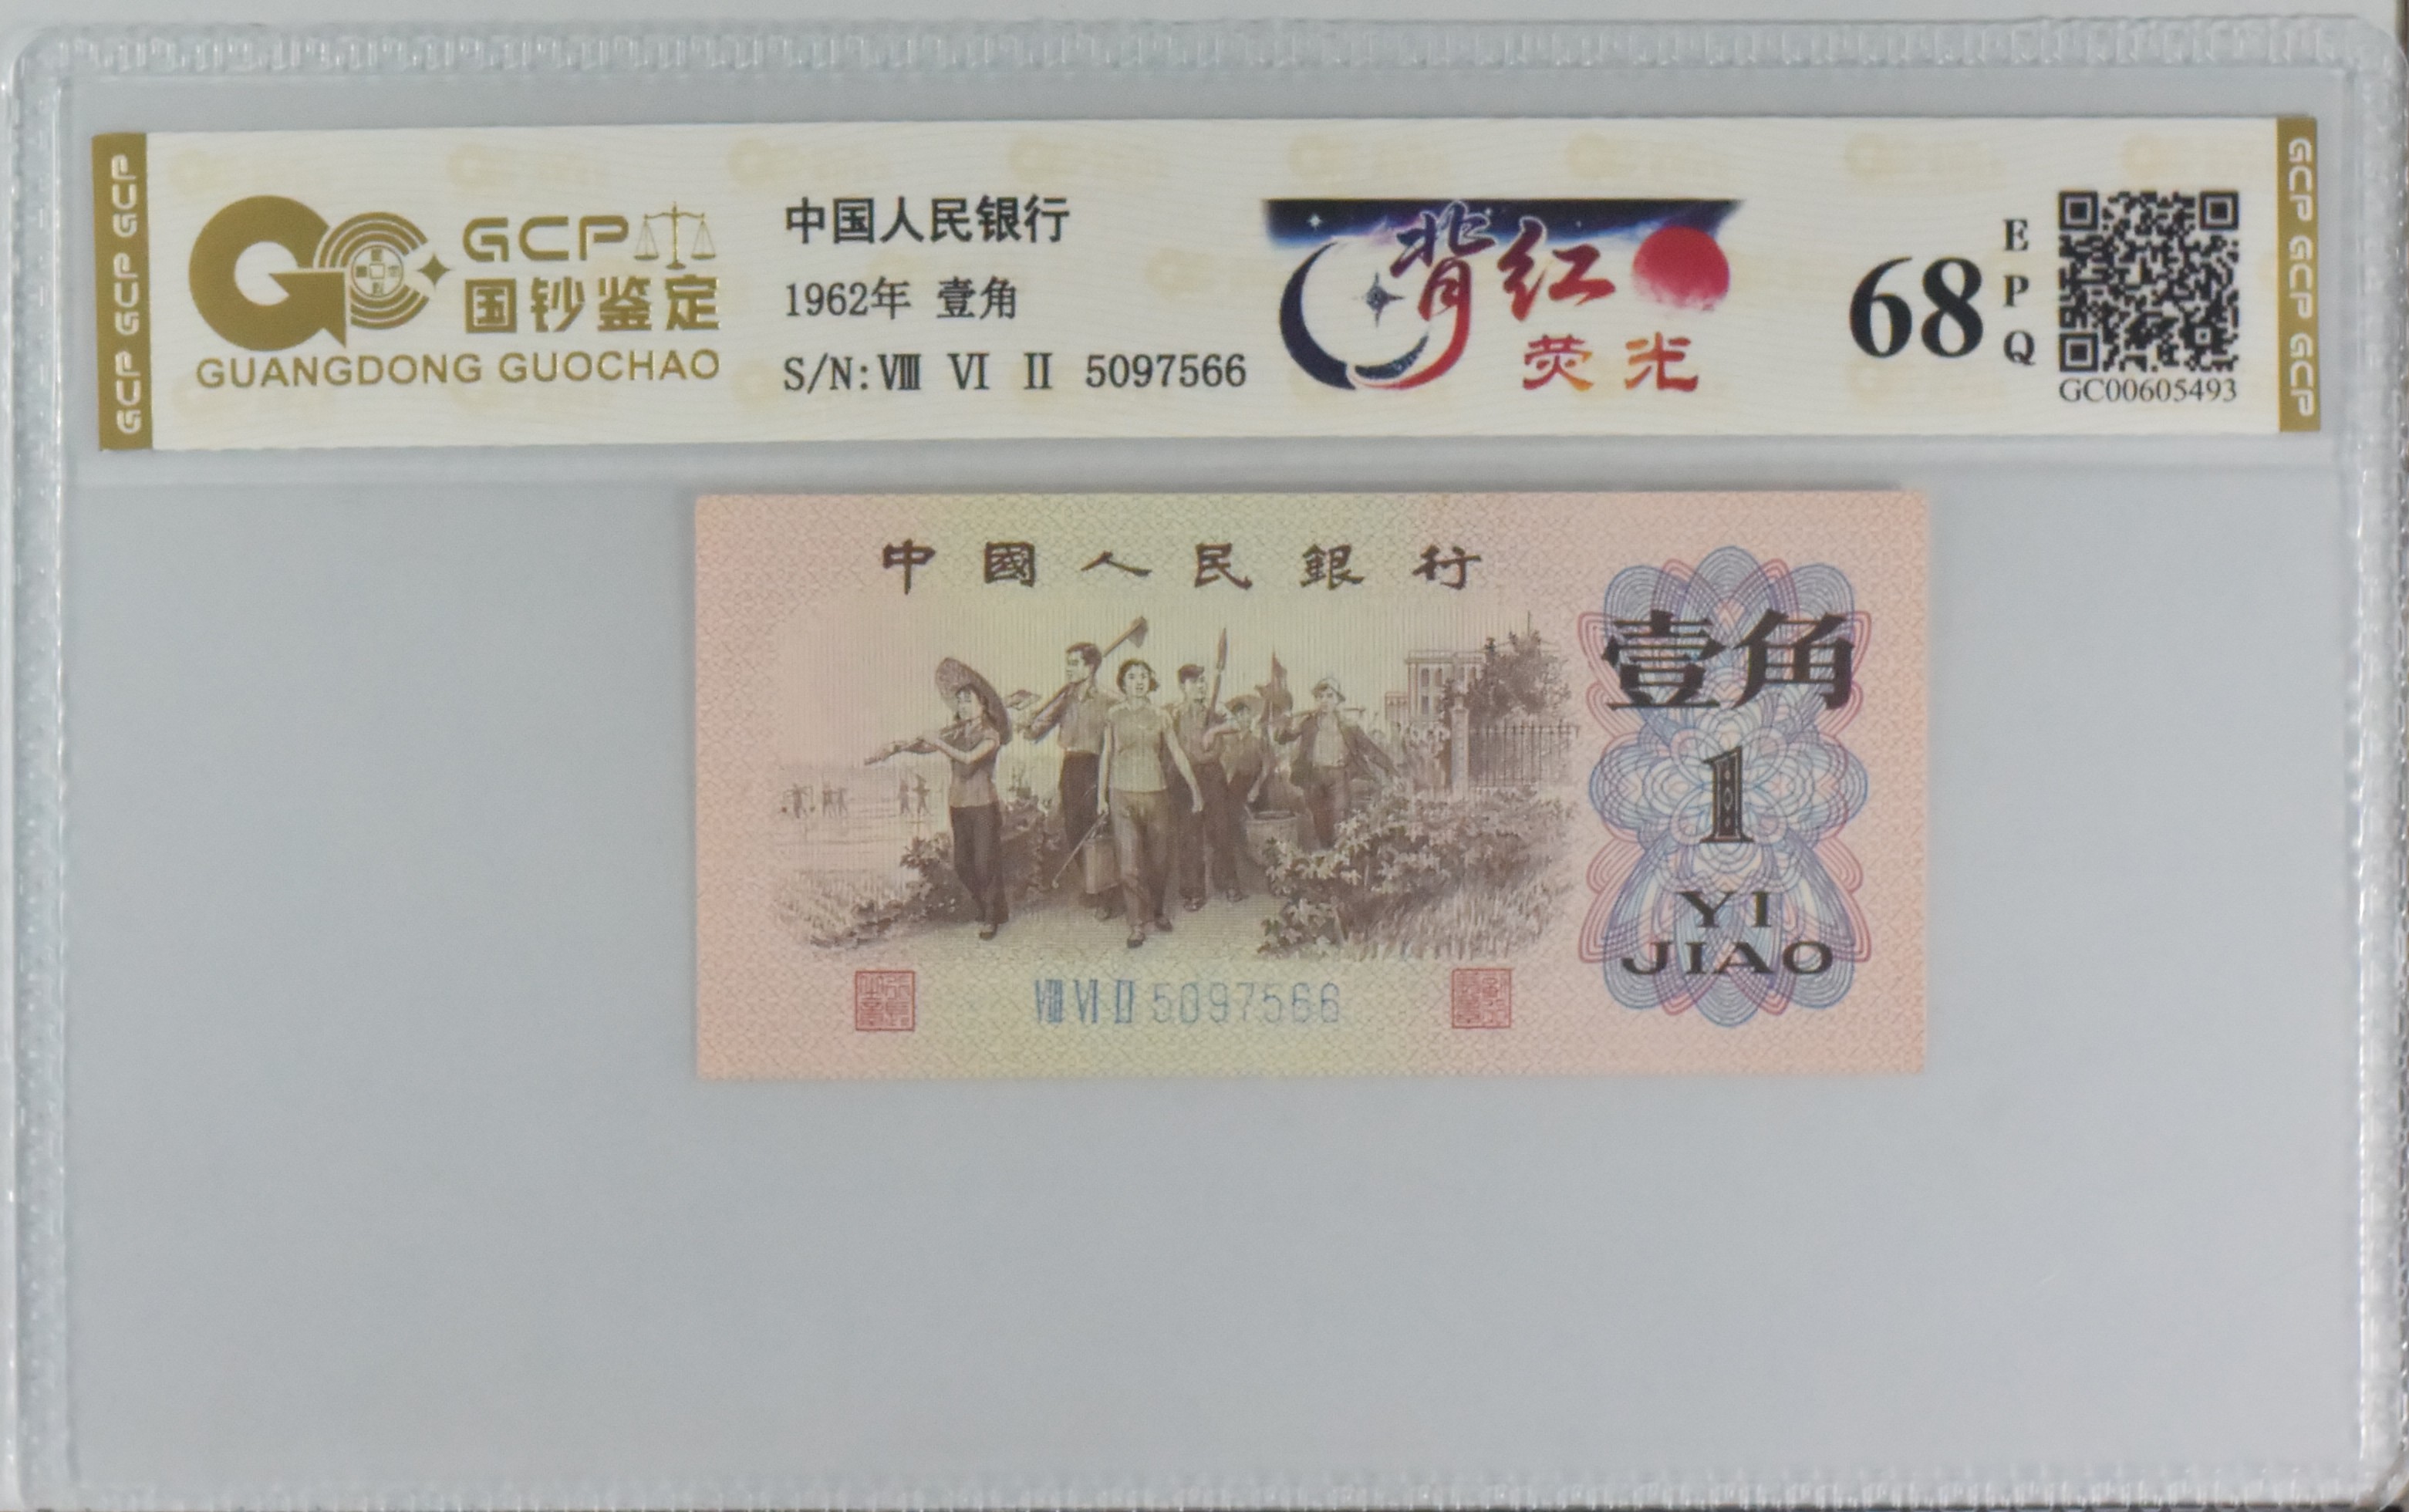 GCP
国钞鉴定
GUANGDONG GUOCHAO
中国人民银行
1962年 壹角
S/N:Ⅷ Ⅵ Ⅱ 5097566
背红
荧光
68
EPQ
GC00605493
GCP GCP GCP
GCP GCP GCP
中國人民銀行
壹角
1
YI
JIAO
Ⅷ Ⅵ Ⅱ 5097566